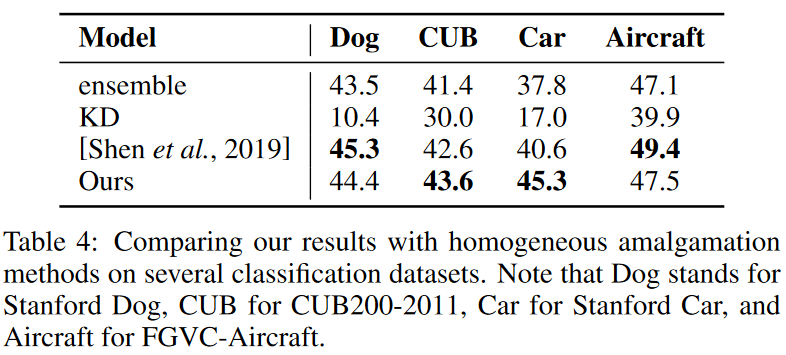 Model Dog CUB Car Aircraft
ensemble 43.5 41.4 37.8 47.1
KD 10.4 30.0 17.0 39.9
[Shen et al., 2019] 45.3 42.6 40.6 49.4
Ours 44.4 43.6 45.3 47.5
Table 4: Comparing our results with homogeneous amalgamation
methods on several classification datasets. Note that Dog stands for
Stanford Dog, CUB for CUB200-2011, Car for Stanford Car, and
Aircraft for FGVC-Aircraft.